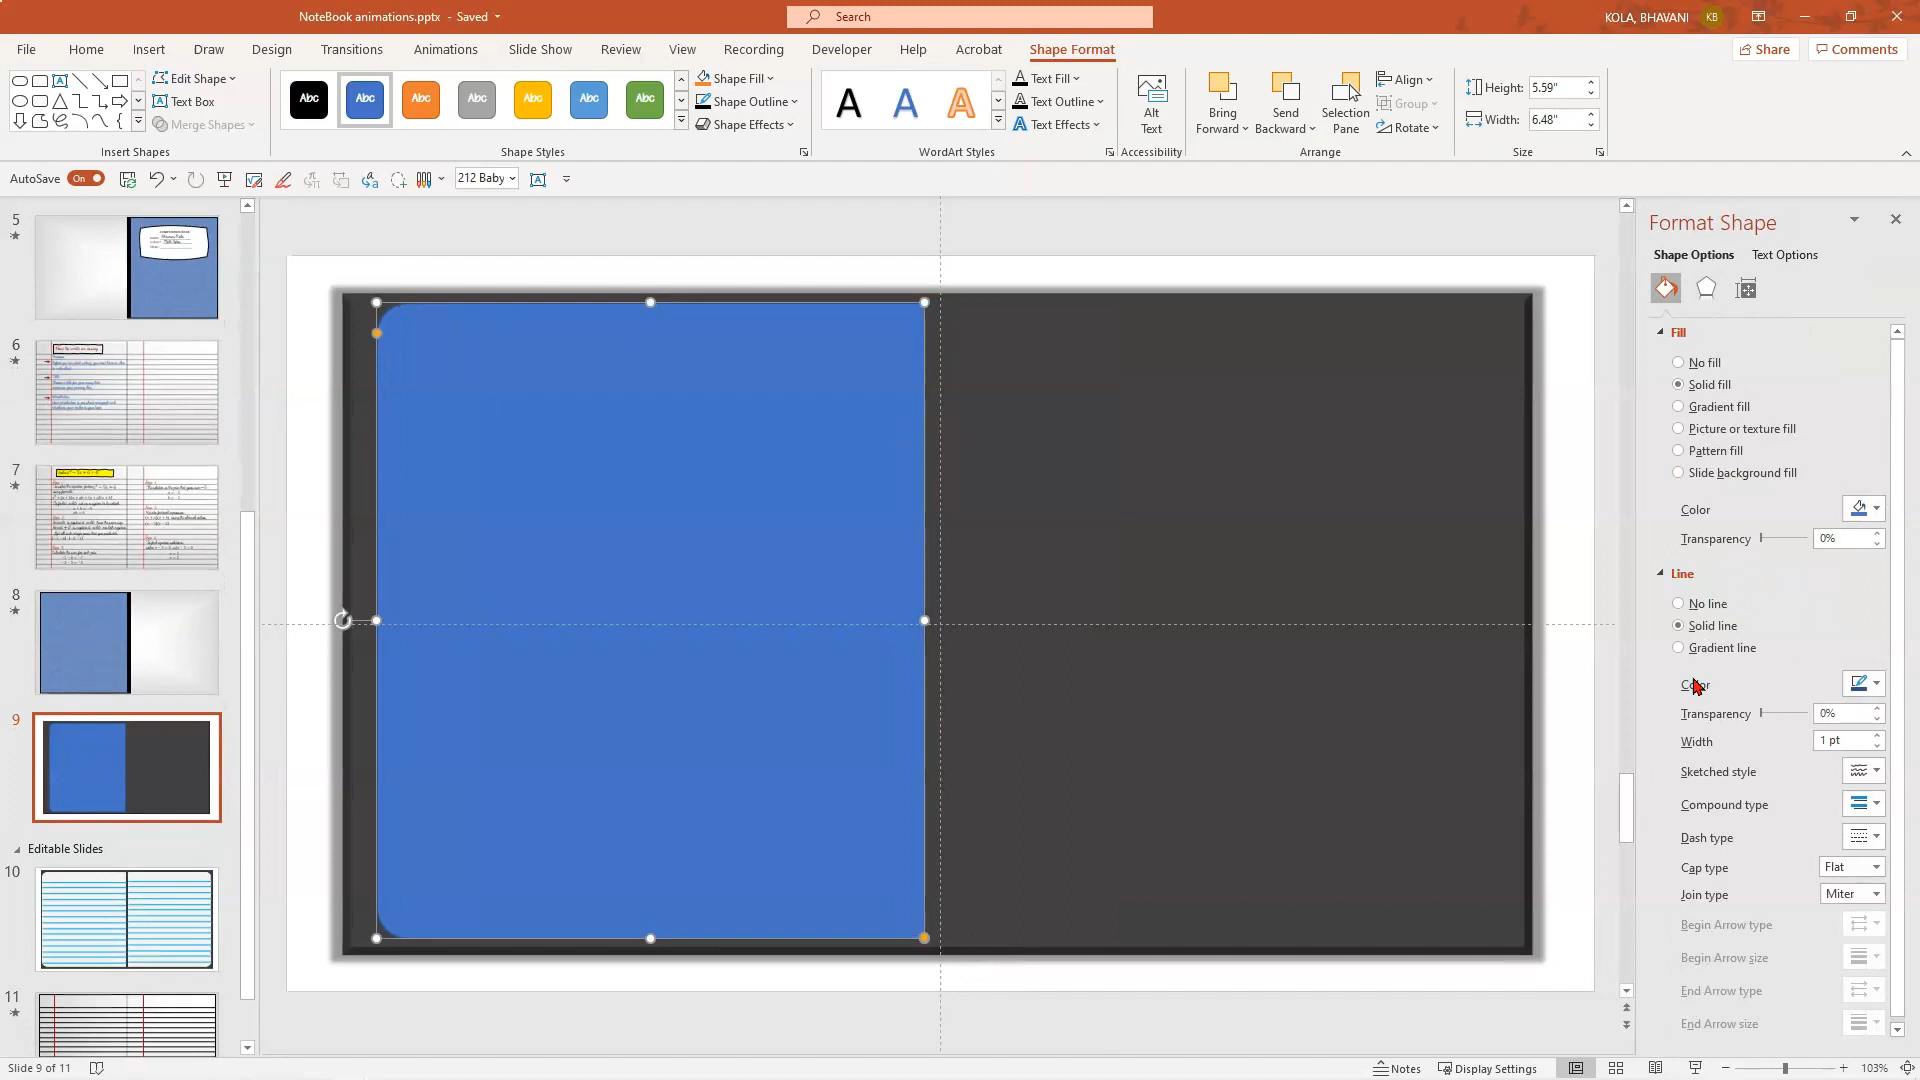 NoteBook animations.pptx - Saved
Search
KOLA, BHAVANI KB
File Home Insert Draw Design Transitions Animations Slide Show Review View Recording Developer Help Acrobat Shape Format Share Comments
Edit Shape
Text Box
Merge Shapes
Insert Shapes
Abc Abc Abc Abc Abc Abc Abc
Shape Fill
Shape Outline
Shape Effects
Shape Styles
A A A
Text Fill
Text Outline
Text Effects
WordArt Styles
Alt Text
Accessibility
Bring Forward
Send Backward
Selection Pane
Align
Group
Rotate
Arrange
Height: 5.59"
Width: 6.48"
Size
AutoSave On
212 Baby
5
6
7
8
9
Editable Slides
10
11
Format Shape
Shape Options Text Options
Fill
No fill
Solid fill
Gradient fill
Picture or texture fill
Pattern fill
Slide background fill
Color
Transparency 0%
Line
No line
Solid line
Gradient line
Color
Transparency 0%
Width 1 pt
Sketched style
Compound type
Dash type
Cap type Flat
Join type Miter
Begin Arrow type
Begin Arrow size
End Arrow type
End Arrow size
Slide 9 of 11
Notes Display Settings 103%